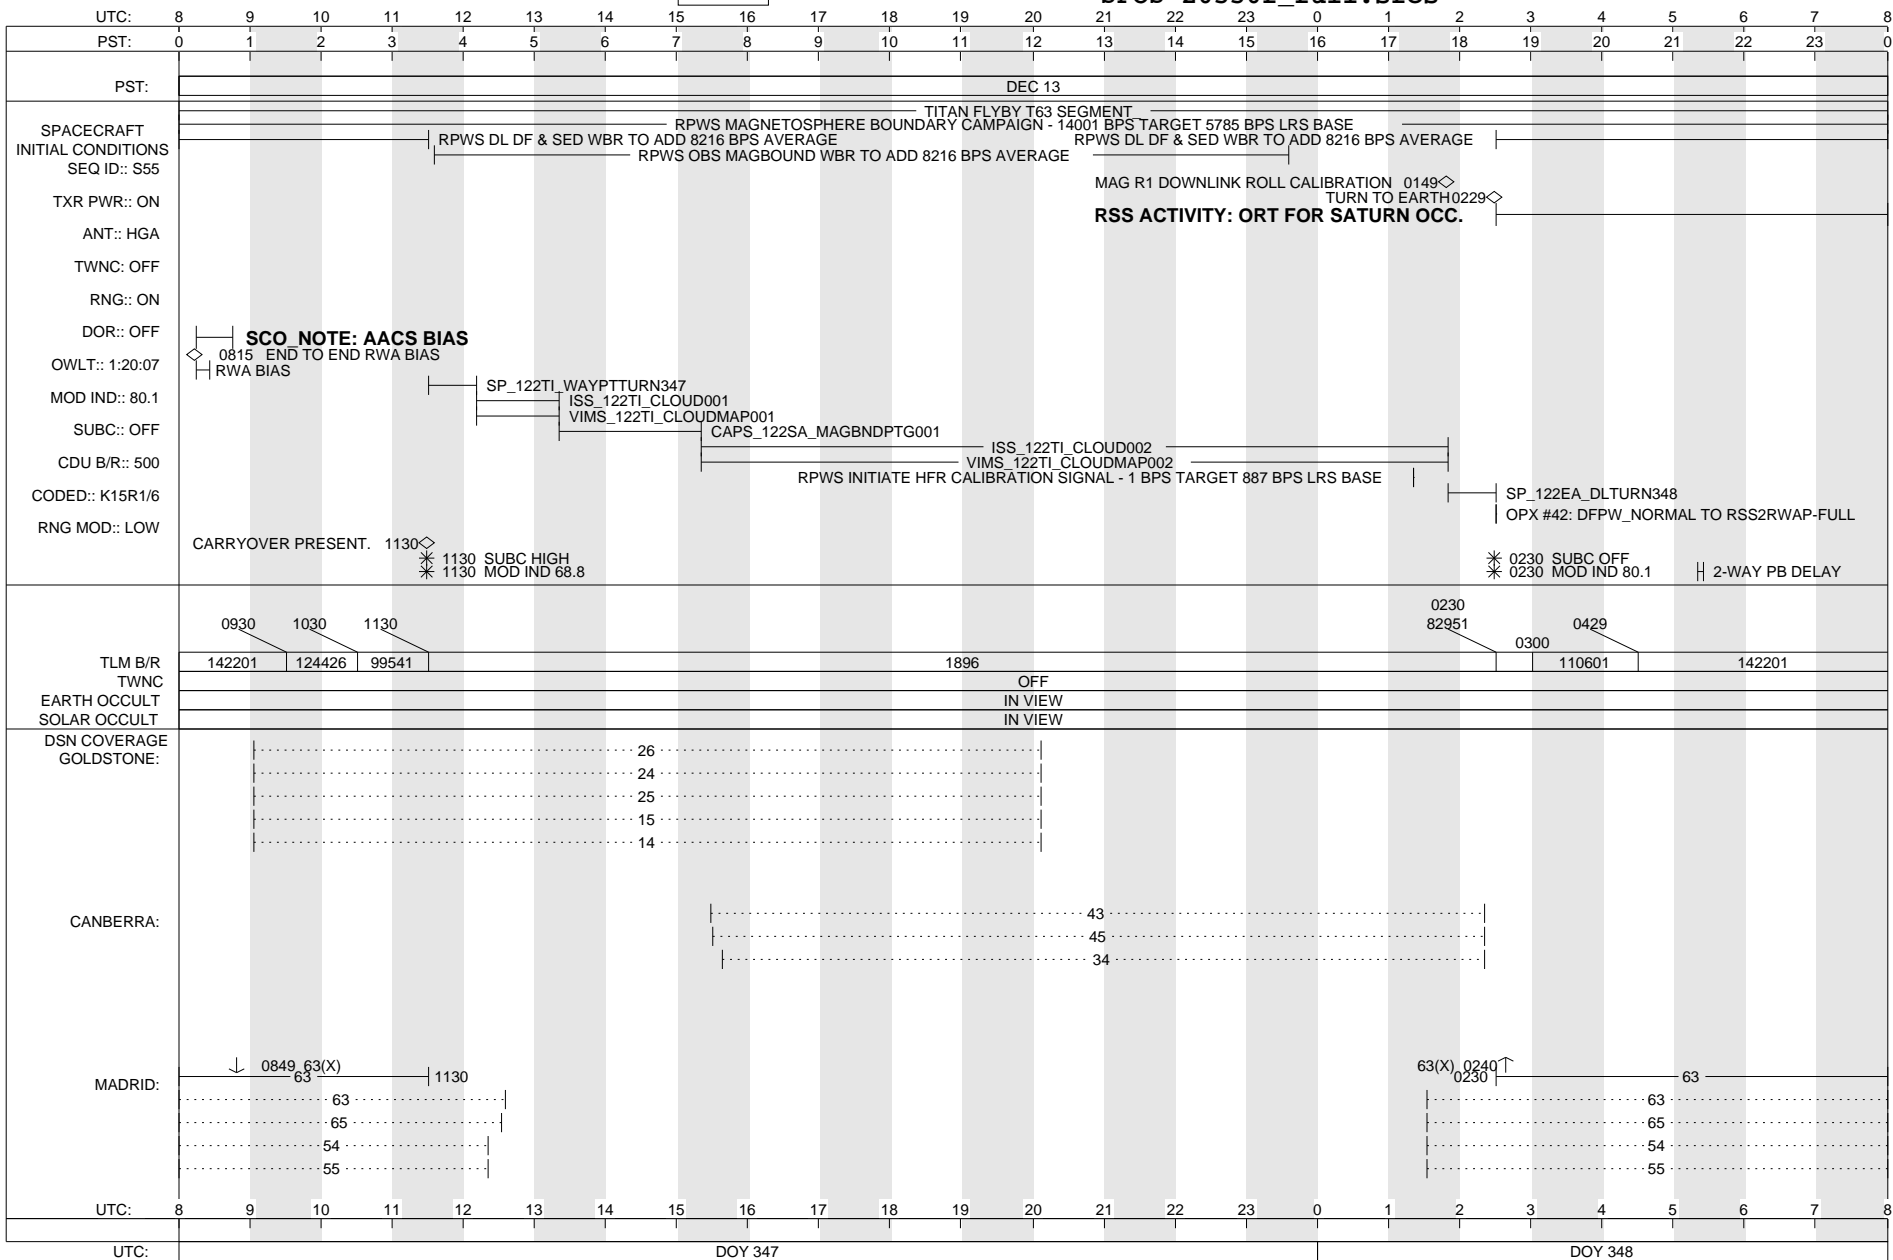 UTC: 8 9 10 11 12 13 14 15 16 17 18 19 20 21 22 23 0 1 2 3 4 5 6 7 8
PST: 0 1 2 3 4 5 6 7 8 9 10 11 12 13 14 15 16 17 18 19 20 21 22 23 0
PST: DEC 13
TITAN FLYBY T63 SEGMENT
RPWS MAGNETOSPHERE BOUNDARY CAMPAIGN - 14001 BPS TARGET 5785 BPS LRS BASE
SPACECRAFT
INITIAL CONDITIONS
RPWS DL DF & SED WBR TO ADD 8216 BPS AVERAGE RPWS DL DF & SED WBR TO ADD 8216 BPS AVERAGE
RPWS OBS MAGBOUND WBR TO ADD 8216 BPS AVERAGE
SEQ ID:: S55
MAG R1 DOWNLINK ROLL CALIBRATION 0149
TURN TO EARTH 0229
TXR PWR:: ON
RSS ACTIVITY: ORT FOR SATURN OCC.
ANT:: HGA
TWNC: OFF
RNG:: ON
DOR:: OFF
SCO_NOTE: AACS BIAS
0815 END TO END RWA BIAS
OWLT:: 1:20:07
RWA BIAS
SP_122TI_WAYPTTURN347
MOD IND:: 80.1
ISS_122TI_CLOUD001
VIMS_122TI_CLOUDMAP001
SUBC:: OFF
CAPS_122SA_MAGBNDPTG001
ISS_122TI_CLOUD002
CDU B/R:: 500
VIMS_122TI_CLOUDMAP002
RPWS INITIATE HFR CALIBRATION SIGNAL - 1 BPS TARGET 887 BPS LRS BASE
CODED:: K15R1/6
SP_122EA_DLTURN348
OPX #42: DFPW_NORMAL TO RSS2RWAP-FULL
RNG MOD:: LOW
CARRYOVER PRESENT. 1130
1130 SUBC HIGH 0230 SUBC OFF
1130 MOD IND 68.8 0230 MOD IND 80.1 2-WAY PB DELAY
0230
0930 1030 1130 82951 0300 0429
TLM B/R 142201 124426 99541 1896 110601 142201
TWNC OFF
EARTH OCCULT IN VIEW
SOLAR OCCULT IN VIEW
DSN COVERAGE
GOLDSTONE:
26
24
25
15
14
CANBERRA:
43
45
34
MADRID:
0849 63(X) 63(X) 0240
63 1130 0230 63
63 63
65 65
54 54
55 55
UTC: 8 9 10 11 12 13 14 15 16 17 18 19 20 21 22 23 0 1 2 3 4 5 6 7 8
UTC: DOY 347 DOY 348